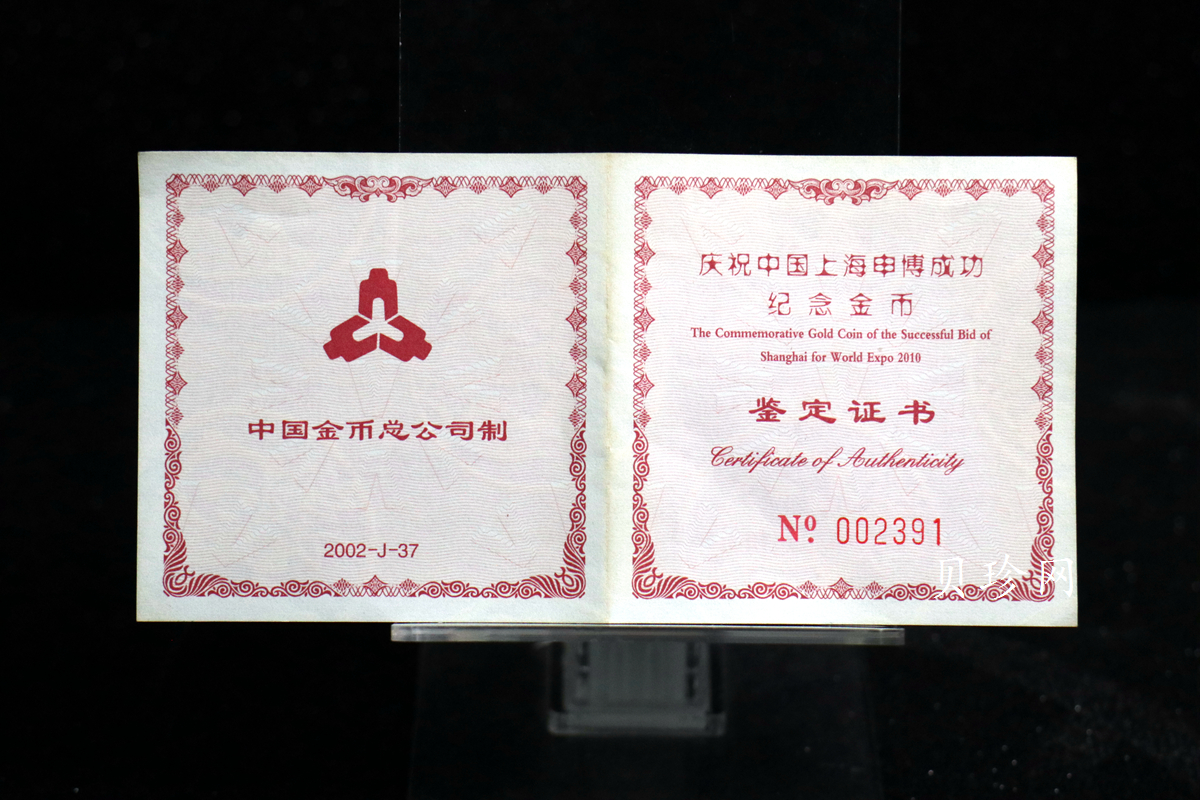 中国金币总公司制
2002-J-37
庆祝中国上海申博成功
纪念金币
The Commemorative Gold Coin of the Successful Bid of
Shanghai for World Expo 2010
鉴定证书
Certificate of Authenticity
Nº 002391
贝珍网